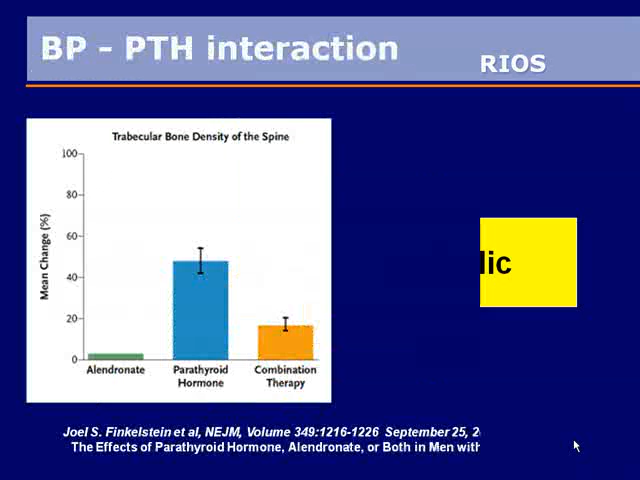 BP - PTH interaction
RIOS
Trabecular Bone Density of the Spine
100
80
60
40
20
0
Mean Change (%)
Alendronate
Parathyroid
Hormone
Combination
Therapy
lic
Joel S. Finkelstein et al, NEJM, Volume 349:1216-1226 September 25,
The Effects of Parathyroid Hormone, Alendronate, or Both in Men with